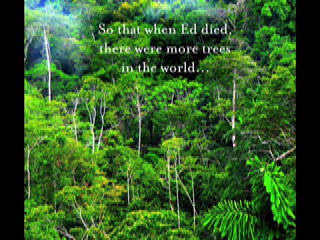 So that when Ed died,
there were more trees
in the world...